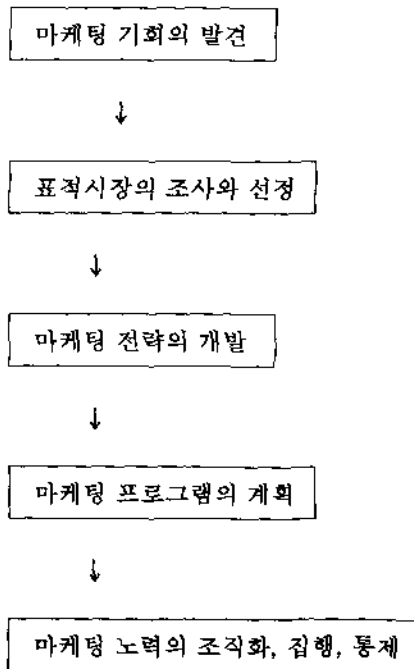 마케팅 기회의 발견
↓
표적시장의 조사와 선정
↓
마케팅 전략의 개발
↓
마케팅 프로그램의 계획
↓
마케팅 노력의 조직화, 집행, 통제